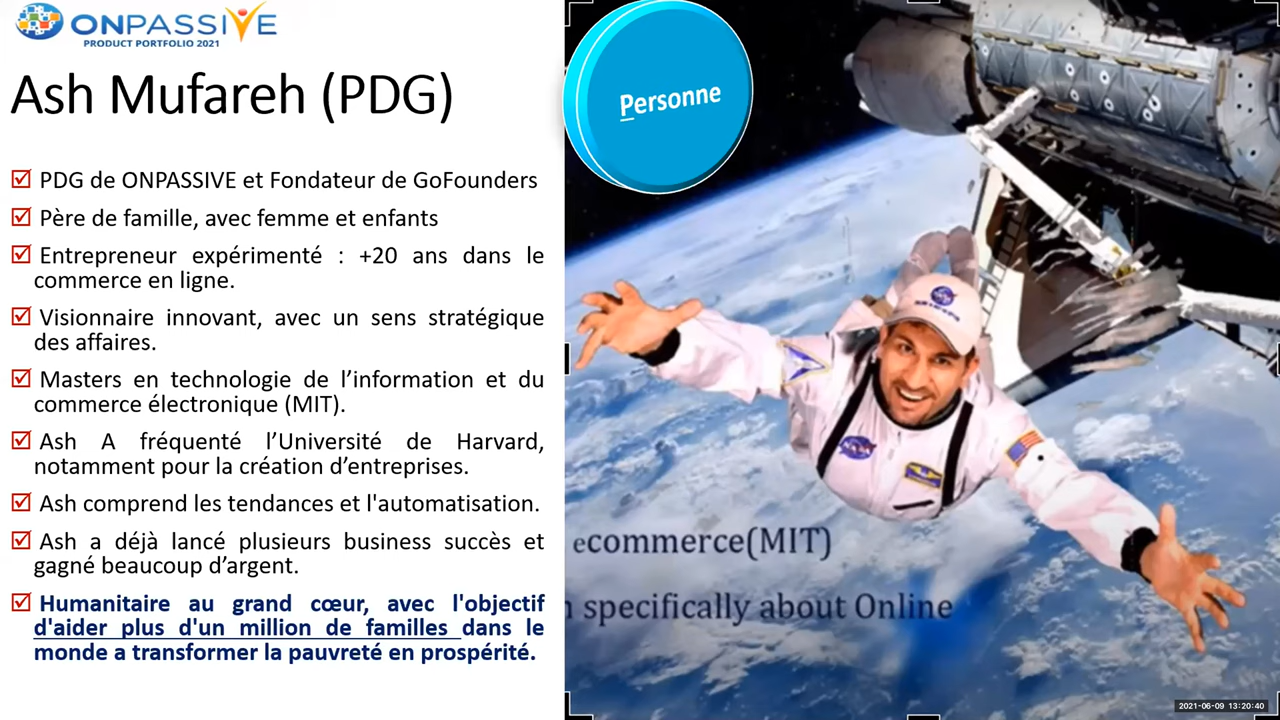 ONPASSIVE
PRODUCT PORTFOLIO 2021
Ash Mufareh (PDG)
PDG de ONPASSIVE et Fondateur de GoFounders
Père de famille, avec femme et enfants
Entrepreneur expérimenté : +20 ans dans le
commerce en ligne.
Visionnaire innovant, avec un sens stratégique
des affaires.
Masters en technologie de l’information et du
commerce électronique (MIT).
Ash A fréquenté l’Université de Harvard,
notamment pour la création d’entreprises.
Ash comprend les tendances et l'automatisation.
Ash a déjà lancé plusieurs business succès et
gagné beaucoup d’argent.
Humanitaire au grand cœur, avec l'objectif
d'aider plus d'un million de familles dans le
monde a transformer la pauvreté en prospérité.
Personne
NASA
ecommerce(MIT)
specifically about Online
2021-06-09 13:20:40